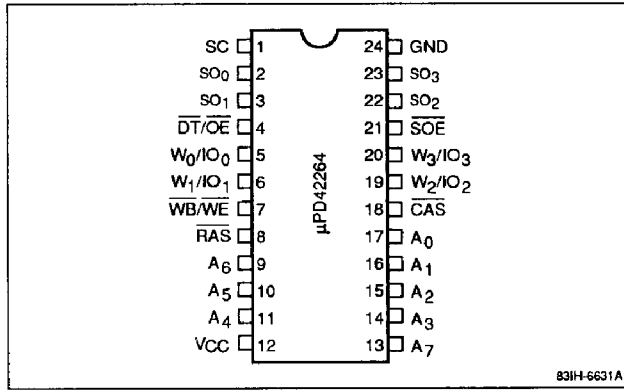 SC 1 24 GND
SO0 2 23 SO3
SO1 3 22 SO2
DT/OE 4 21 SOE
W0/IO0 5 20 W3/IO3
W1/IO1 6 19 W2/IO2
WB/WE 7 18 CAS
RAS 8 17 A0
A6 9 16 A1
A5 10 15 A2
A4 11 14 A3
VCC 12 13 A7
µPD42264
83IH-6631A